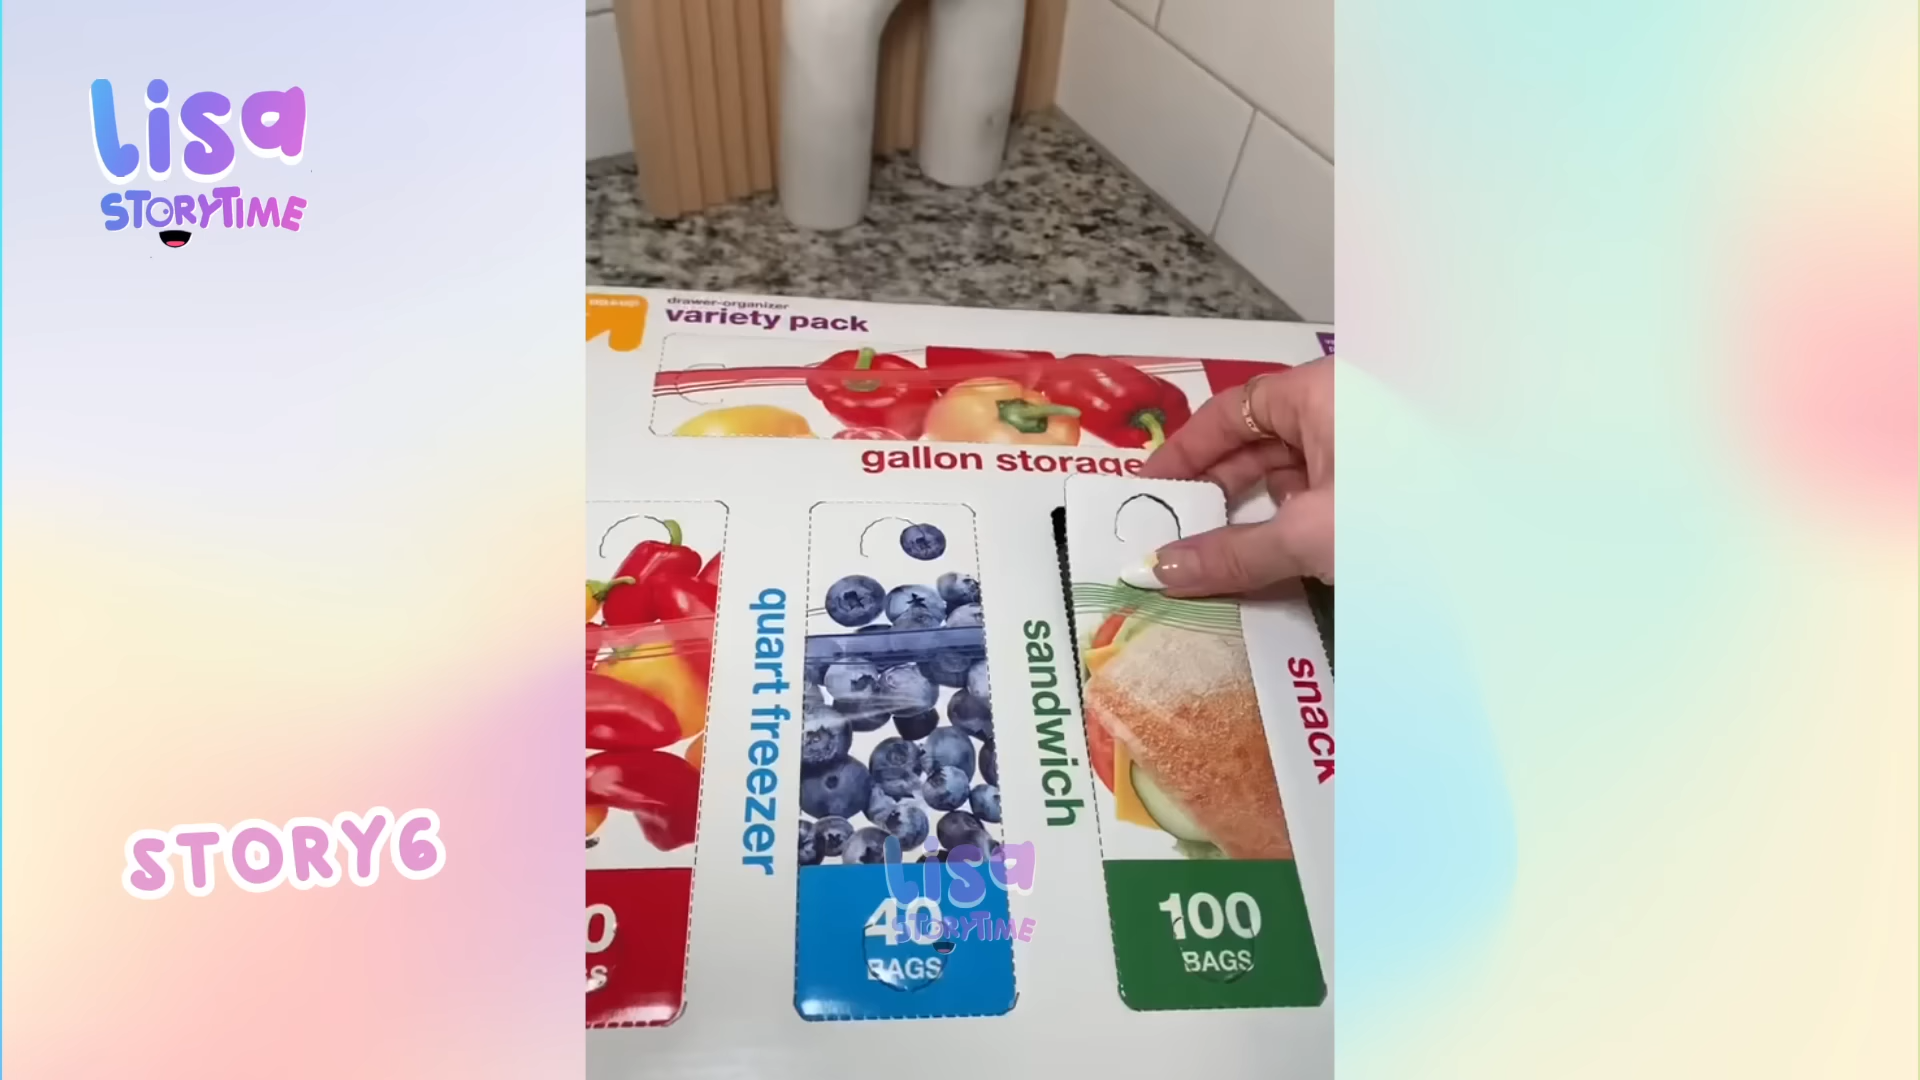 Lisa
STORYTIME
STORY6
drawer-organizer
variety pack
gallon storage
quart freezer
sandwich
snack
40
BAGS
100
BAGS
Lisa
STORYTIME